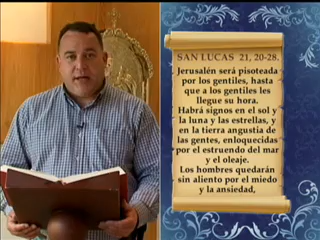 SAN LUCAS 21, 20-28.
Jerusalén será pisoteada
por los gentiles, hasta
que a los gentiles les
llegue su hora.
Habrá signos en el sol y
la luna y las estrellas, y
en la tierra angustia de
las gentes, enloquecidas
por el estruendo del mar
y el oleaje.
Los hombres quedarán
sin aliento por el miedo
y la ansiedad,